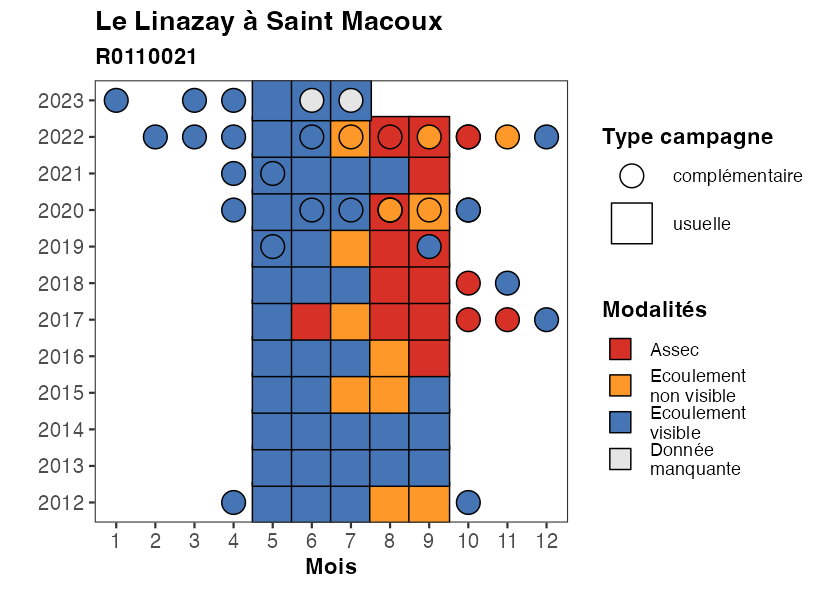 Le Linazay à Saint Macoux
R0110021
2023
2022
2021
2020
2019
2018
2017
2016
2015
2014
2013
2012
1 2 3 4 5 6 7 8 9 10 11 12
Mois
Type campagne
complémentaire
usuelle
Modalités
Assec
Ecoulement
non visible
Ecoulement
visible
Donnée
manquante